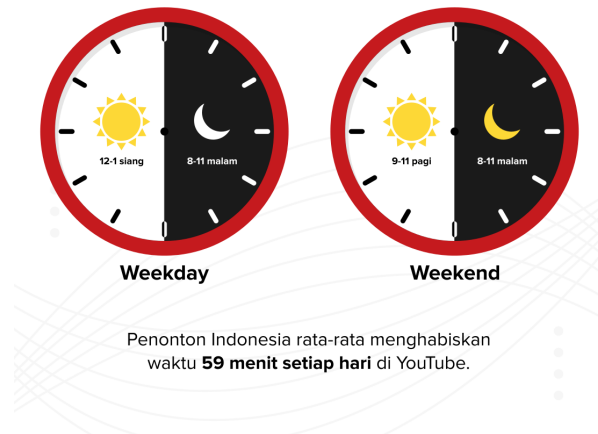 12-1 siang
8-11 malam
Weekday
9-11 pagi
8-11 malam
Weekend
Penonton Indonesia rata-rata menghabiskan
waktu 59 menit setiap hari di YouTube.